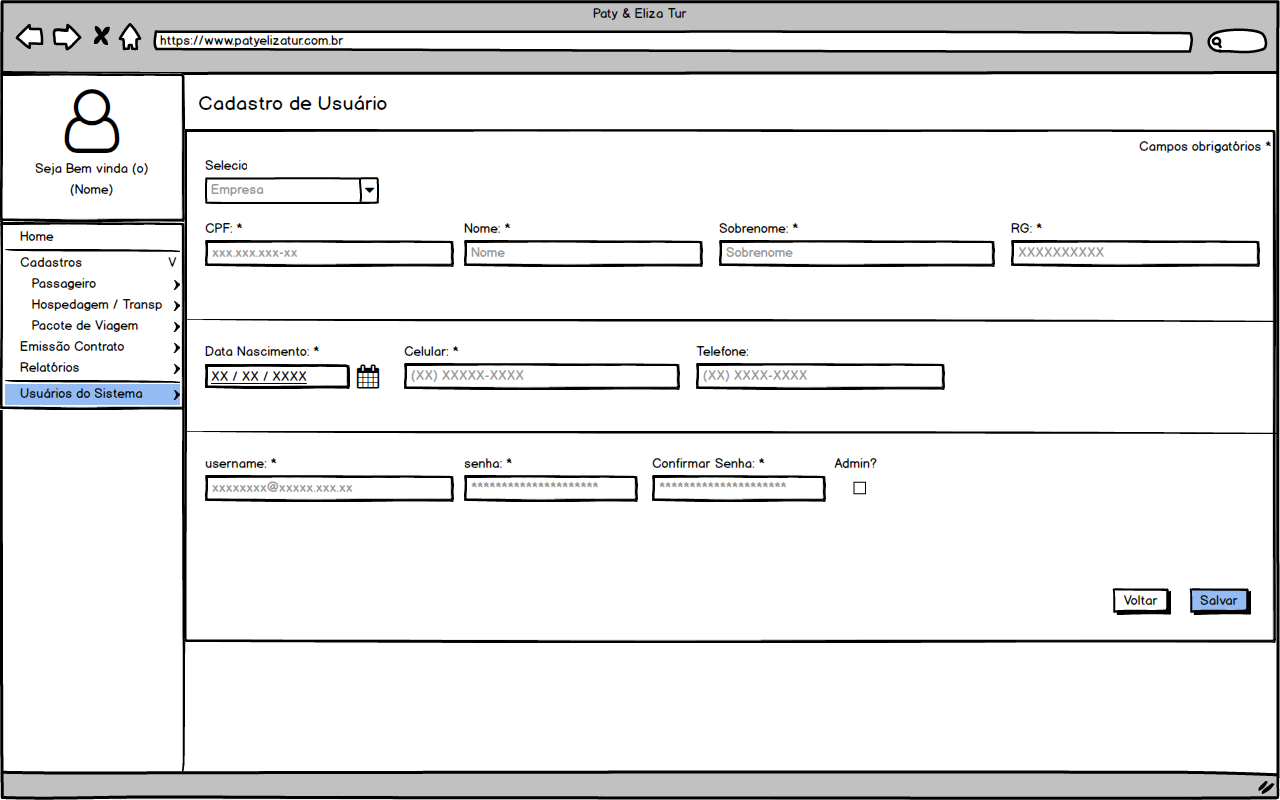 Paty & Eliza Tur
https://www.patyelizatur.com.br
Seja Bem vinda (o)
(Nome)
Home
Cadastros V
Passageiro
Hospedagem / Transp
Pacote de Viagem
Emissão Contrato
Relatórios
Usuários do Sistema
Cadastro de Usuário
Campos obrigatórios *
Selecio
Empresa
CPF: * Nome: * Sobrenome: * RG: *
xxx.xxx.xxx-xx Nome Sobrenome XXXXXXXXXX
Data Nascimento: * Celular: * Telefone:
XX / XX / XXXX (XX) XXXXX-XXXX (XX) XXXX-XXXX
username: * senha: * Confirmar Senha: * Admin?
xxxxxxxx@xxxxx.xxx.xx ********************* *********************
Voltar Salvar